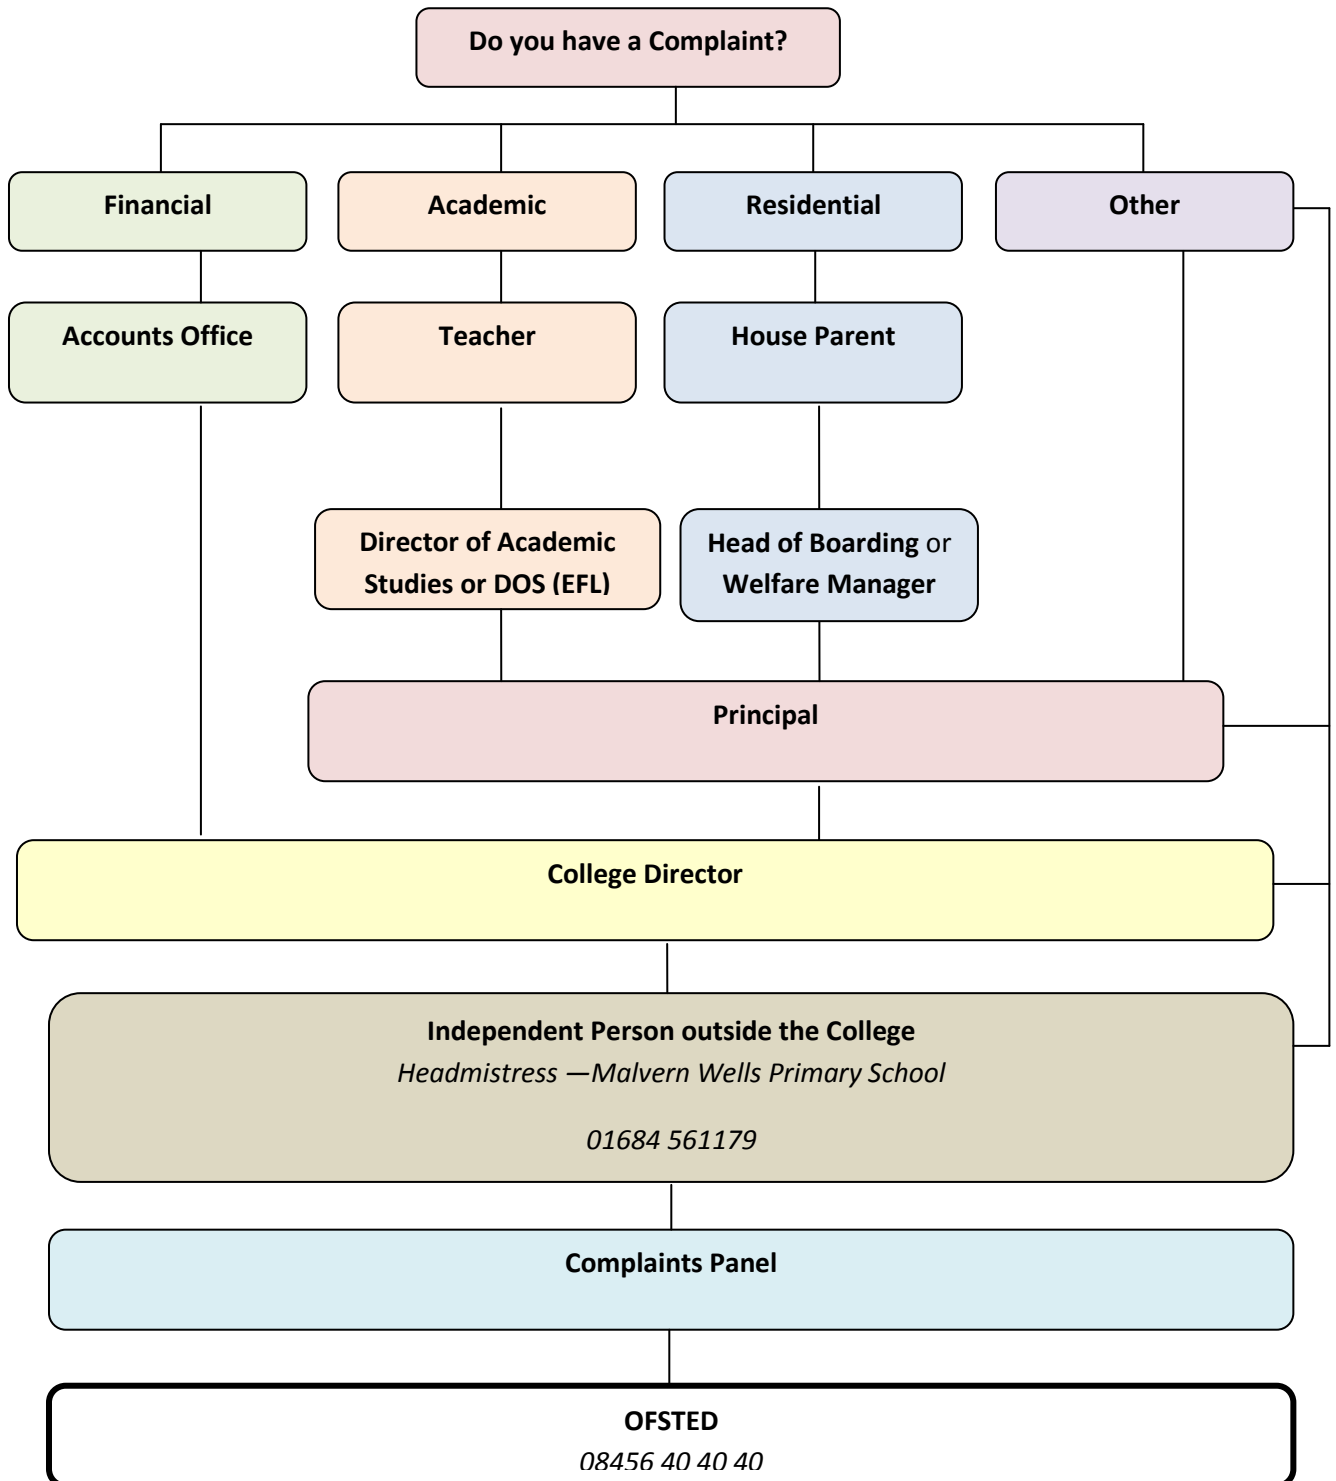 Do you have a Complaint?
Financial
Academic
Residential
Other
Accounts Office
Teacher
House Parent
Director of Academic
Studies or DOS (EFL)
Head of Boarding or
Welfare Manager
Principal
College Director
Independent Person outside the College
Headmistress —Malvern Wells Primary School
01684 561179
Complaints Panel
OFSTED
08456 40 40 40